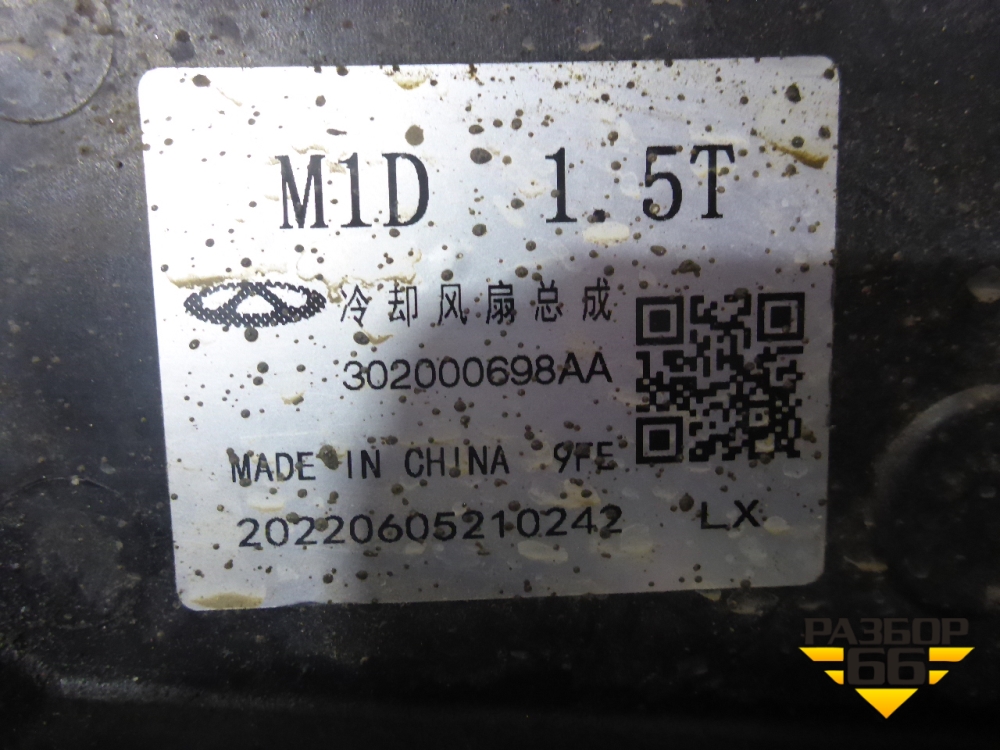 M1D 1.5T
冷却风扇总成
302000698AA
MADE IN CHINA 9FE
20220605210242 LX
РАЗБОР
66